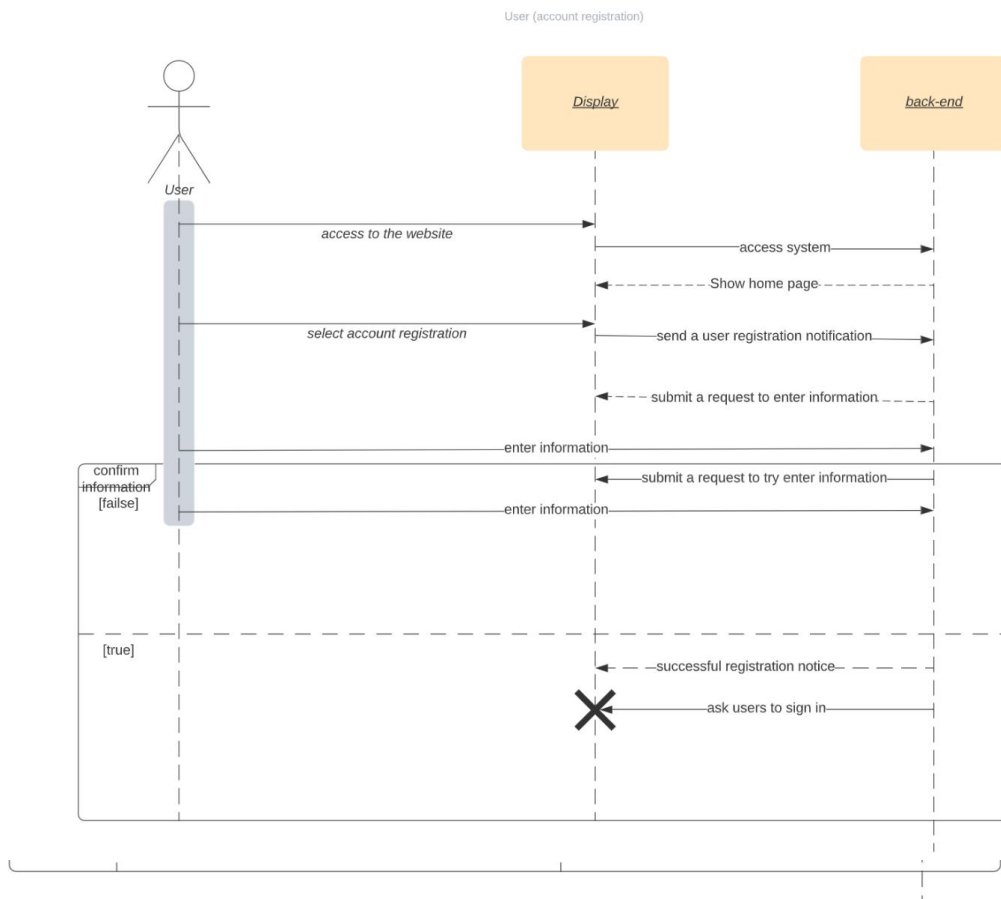 User (account registration)
Display
back-end
User
access to the website
access system
Show home page
select account registration
send a user registration notification
submit a request to enter information
enter information
confirm
information
[failse]
submit a request to try enter information
enter information
[true]
successful registration notice
ask users to sign in